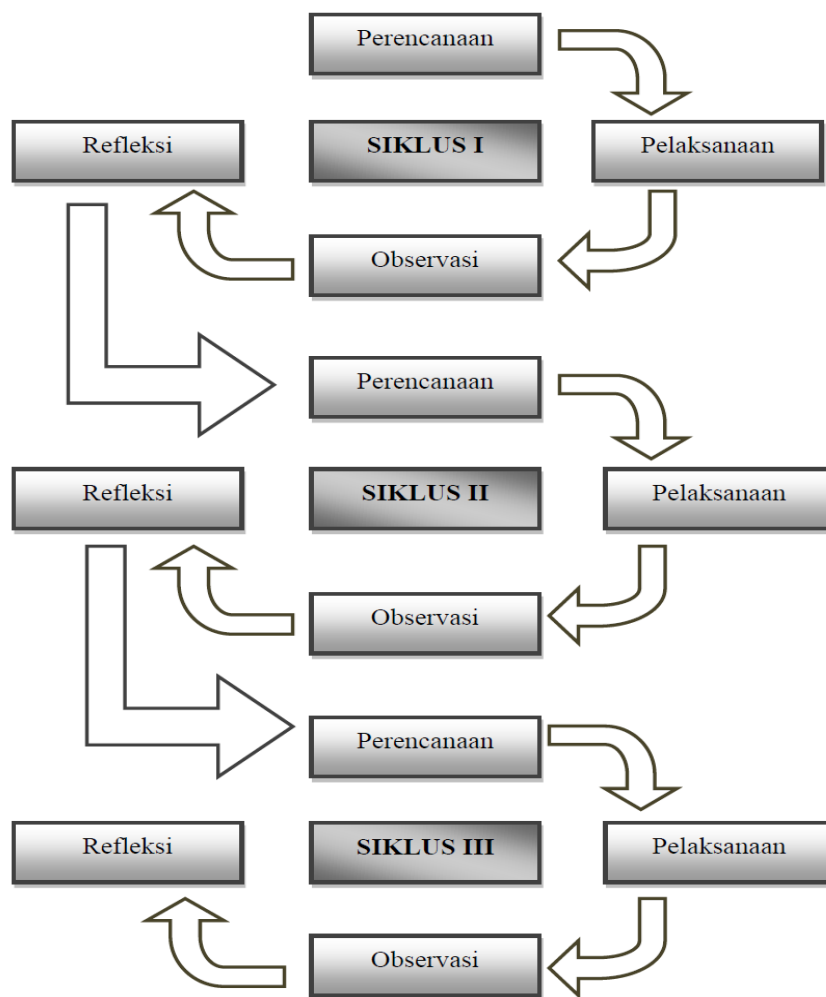 Perencanaan
Refleksi
SIKLUS I
Pelaksanaan
Observasi
Perencanaan
Refleksi
SIKLUS II
Pelaksanaan
Observasi
Perencanaan
Refleksi
SIKLUS III
Pelaksanaan
Observasi